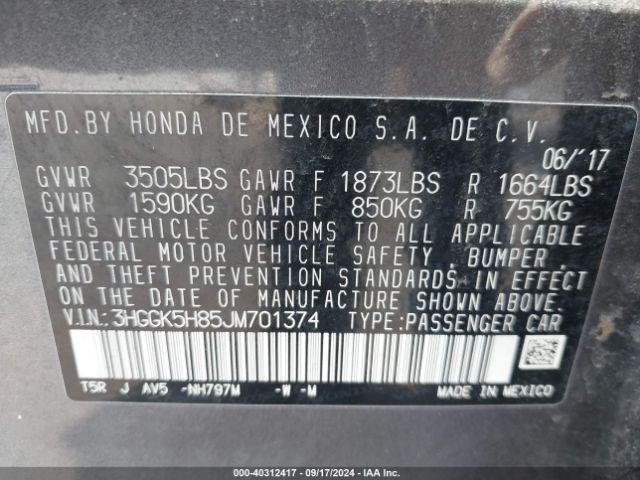 MFD.BY HONDA DE MEXICO S.A. DE C.V.
06/'17
GVWR 3505LBS GAWR F 1873LBS R 1664LBS
GVWR 1590KG GAWR F 850KG R 755KG
THIS VEHICLE CONFORMS TO ALL APPLICABLE
FEDERAL MOTOR VEHICLE SAFETY , BUMPER ,
AND THEFT PREVENTION STANDARDS IN EFFECT
ON THE DATE OF MANUFACTURE SHOWN ABOVE.
V.I.N.: 3HGGK5H85JM701374 TYPE:PASSENGER CAR
T5R J AV5 -NH797M -W -M MADE IN MEXICO
000-40312417 - 09/17/2024 - IAA Inc.